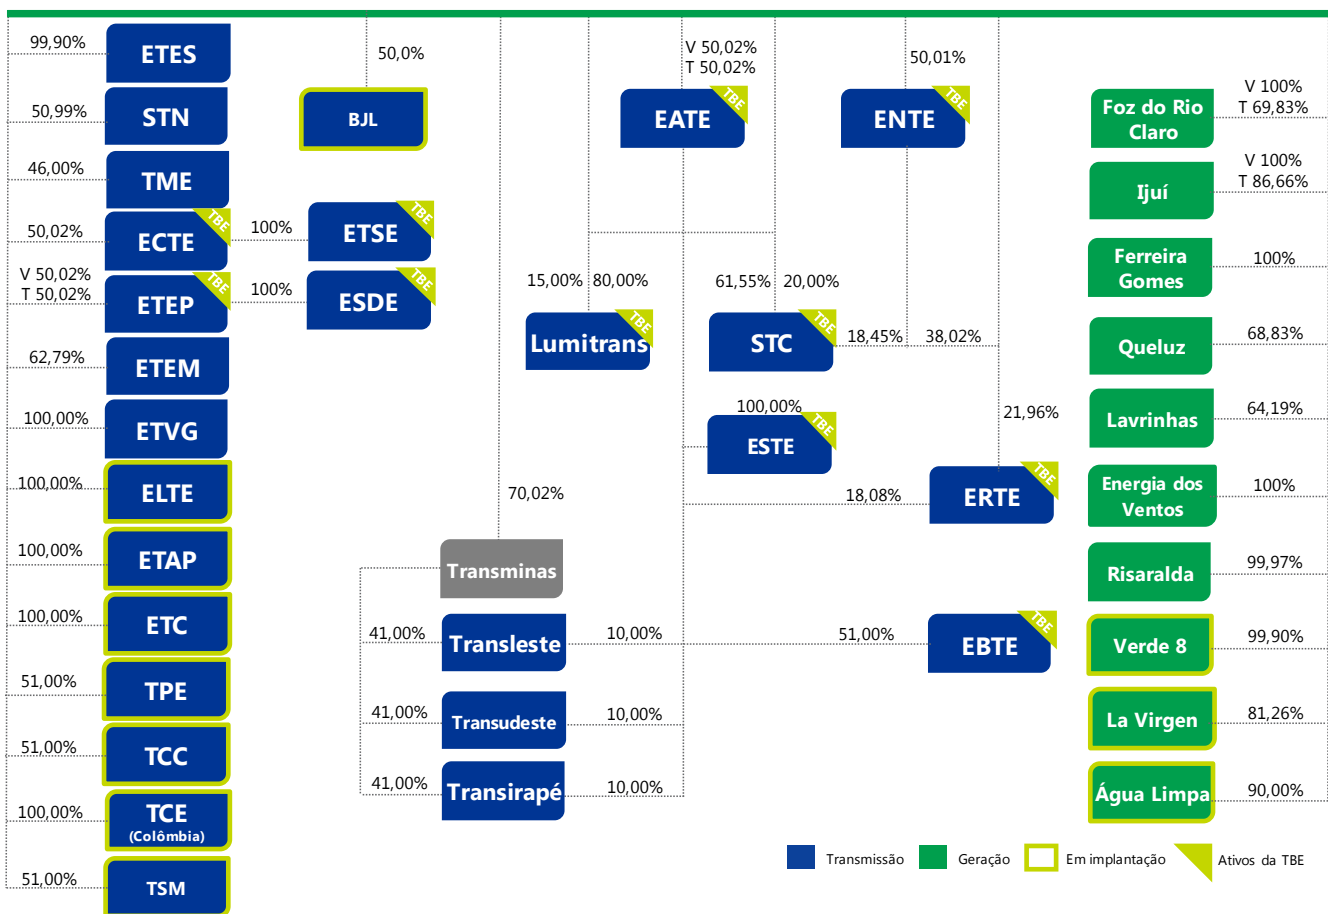 99,90%
ETES
50,99%
STN
46,00%
TME
50,02%
ECTE
TBE
100%
ETSE
TBE
V 50,02%
T 50,02%
ETEP
TBE
100%
ESDE
TBE
62,79%
ETEM
100,00%
ETVG
100,00%
ELTE
100,00%
ETAP
100,00%
ETC
51,00%
TPE
51,00%
TCC
100,00%
TCE
(Colômbia)
51,00%
TSM
50,0%
BJL
V 50,02%
T 50,02%
EATE
TBE
50,01%
ENTE
TBE
15,00%
80,00%
Lumitrans
TBE
61,55%
20,00%
STC
TBE
18,45%
38,02%
100,00%
ESTE
TBE
21,96%
18,08%
ERTE
TBE
70,02%
Transminas
41,00%
Transleste
10,00%
51,00%
EBTE
TBE
41,00%
Transudeste
10,00%
41,00%
Transirapé
10,00%
Foz do Rio
Claro
V 100%
T 69,83%
Ijuí
V 100%
T 86,66%
Ferreira
Gomes
100%
Queluz
68,83%
Lavrinhas
64,19%
Energia dos
Ventos
100%
Risaralda
99,97%
Verde 8
99,90%
La Virgen
81,26%
Água Limpa
90,00%
Transmissão
Geração
Em implantação
Ativos da TBE